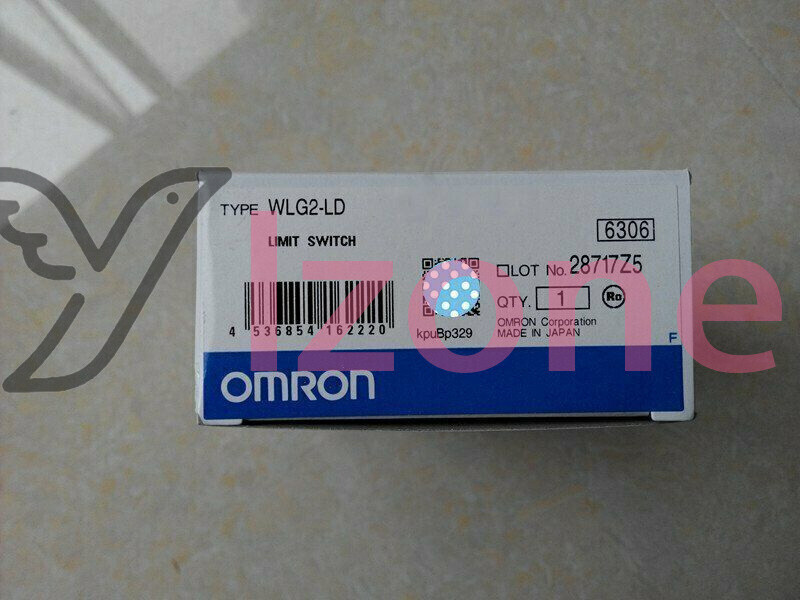 TYPE WLG2-LD
6306
LIMIT SWITCH
□LOT No. 28717Z5
QTY. 1 Ro
4 536854 162220
kpuBp329
OMRON Corporation
MADE IN JAPAN
F
OMRON
Izone